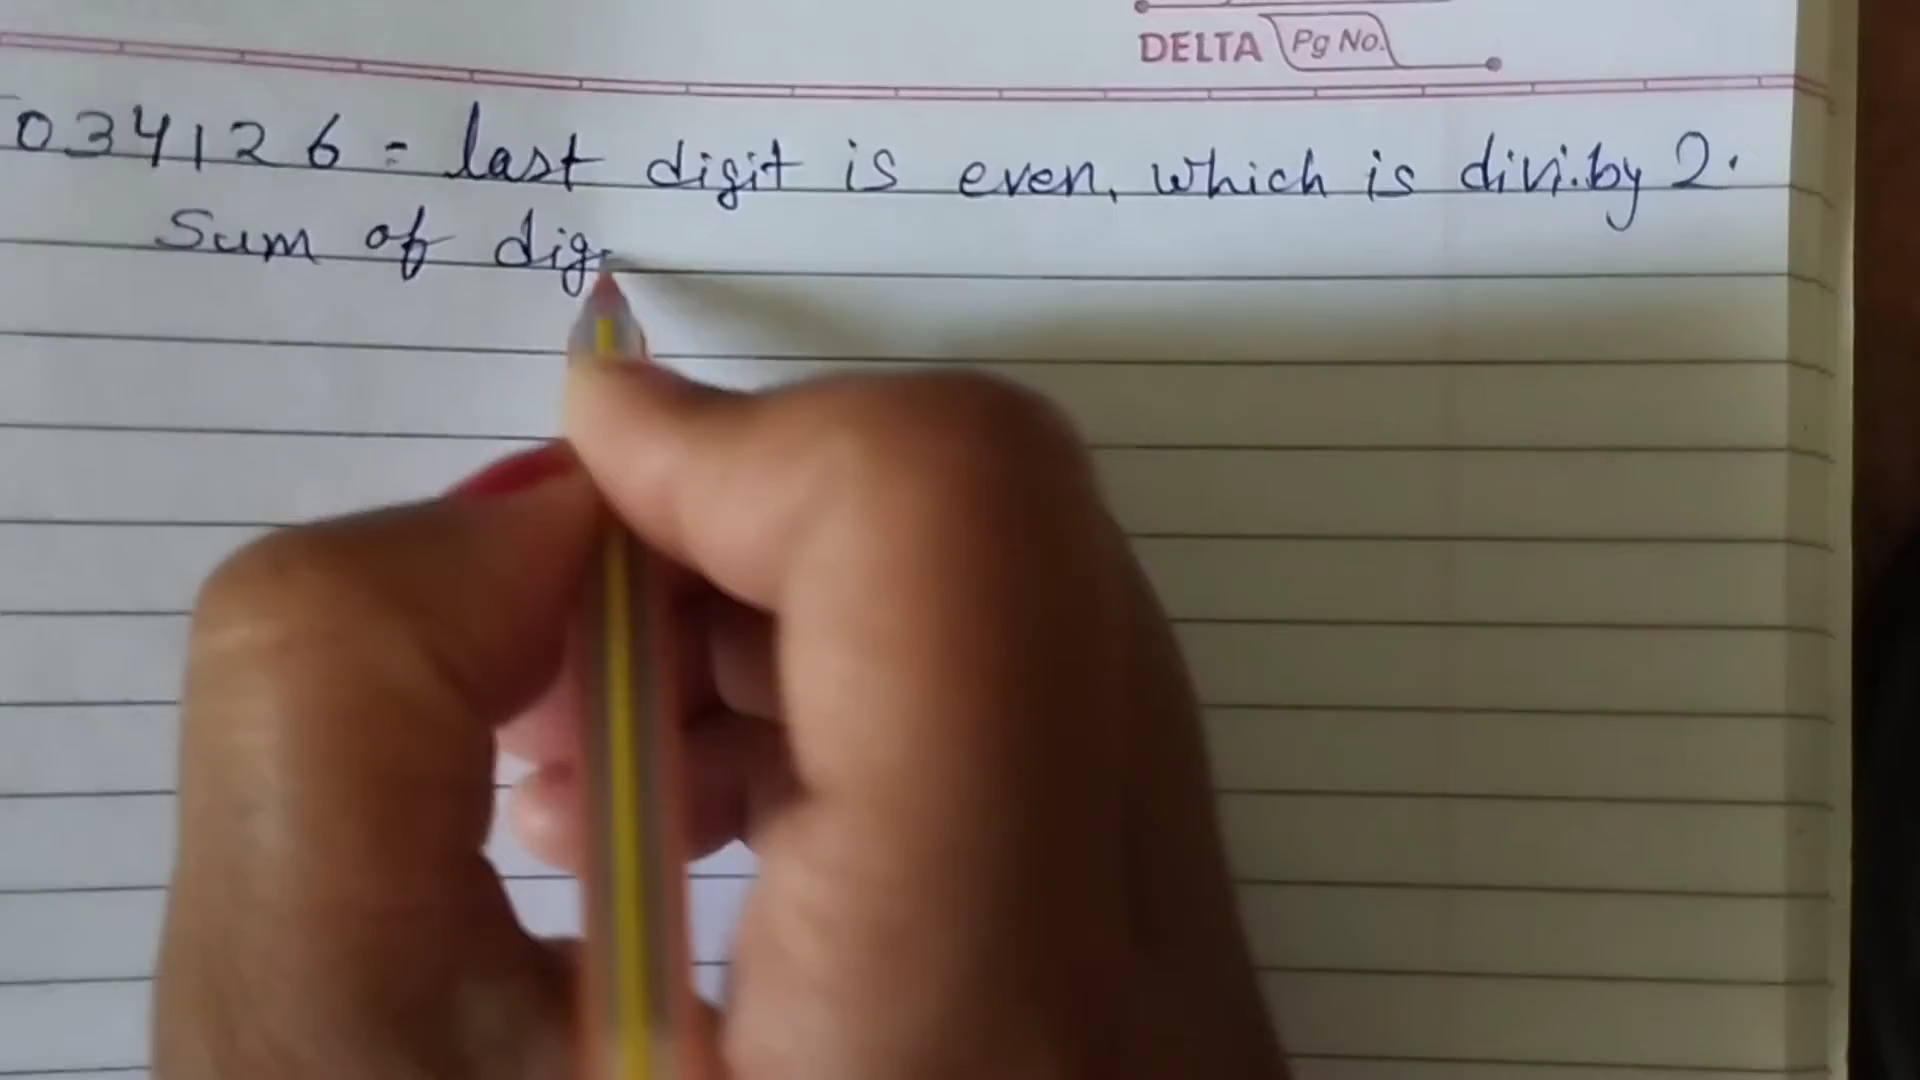 DELTA Pg No.
034126 = last digit is even, which is divi. by 2.
Sum of dig